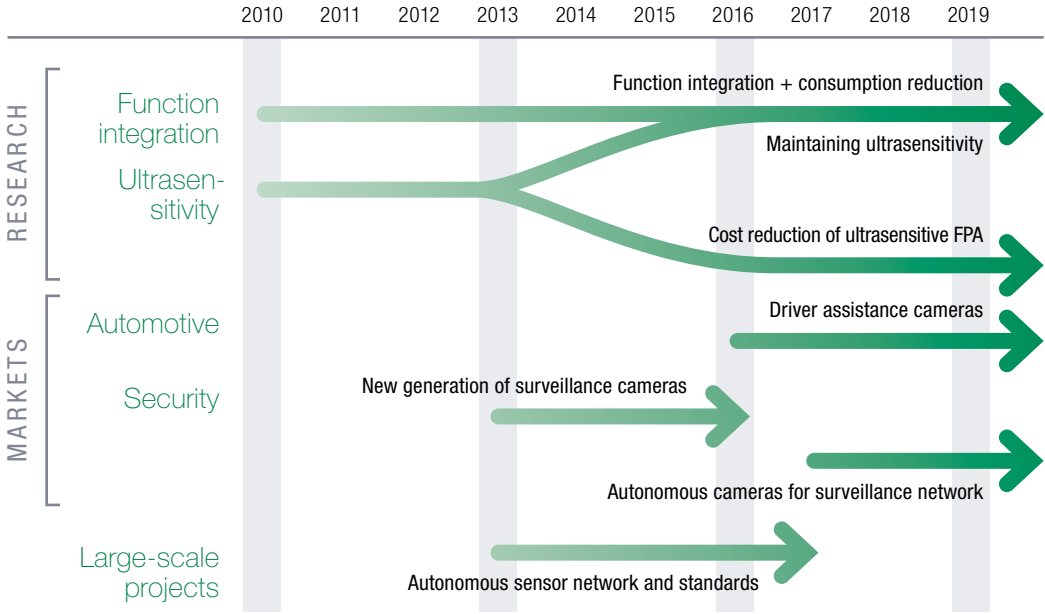 2010 2011 2012 2013 2014 2015 2016 2017 2018 2019
RESEARCH
Function
integration
Function integration + consumption reduction
Maintaining ultrasensitivity
Ultrasen-
sitivity
Cost reduction of ultrasensitive FPA
MARKETS
Automotive
Driver assistance cameras
Security
New generation of surveillance cameras
Autonomous cameras for surveillance network
Large-scale
projects
Autonomous sensor network and standards